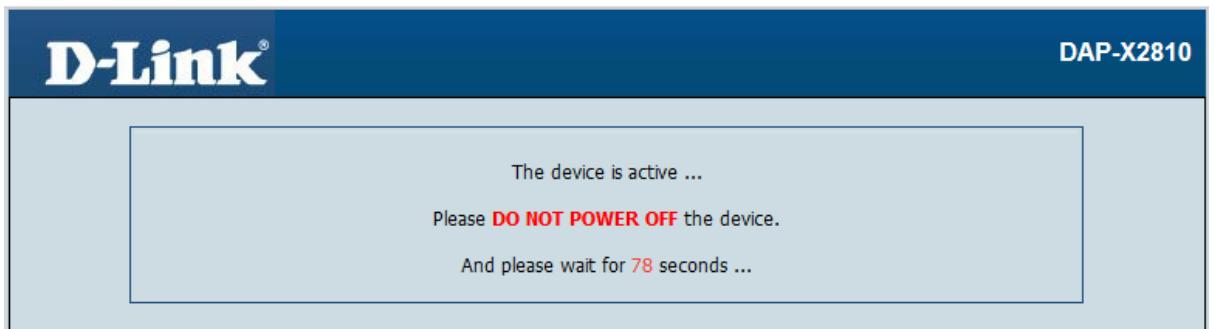 D-Link®
DAP-X2810
The device is active ...
Please DO NOT POWER OFF the device.
And please wait for 78 seconds ...